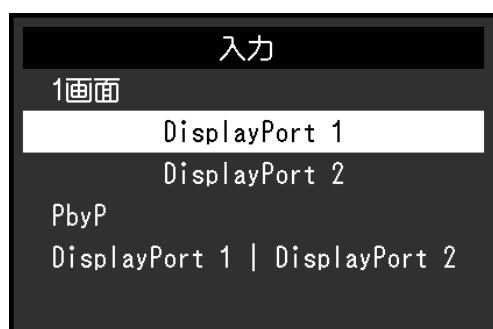 入力
1画面
DisplayPort 1
DisplayPort 2
PbyP
DisplayPort 1 | DisplayPort 2